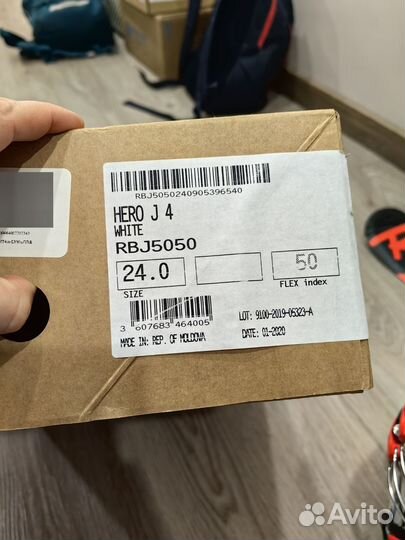 RBJ5050240905396540
HERO J 4
WHITE
RBJ5050
24.0
50
SIZE
FLEX index
3 607683 464005
LOT: 9100-2019-05323-A
MADE IN: REP. OF MOLDOVA
DATE: 01-2020
Avito